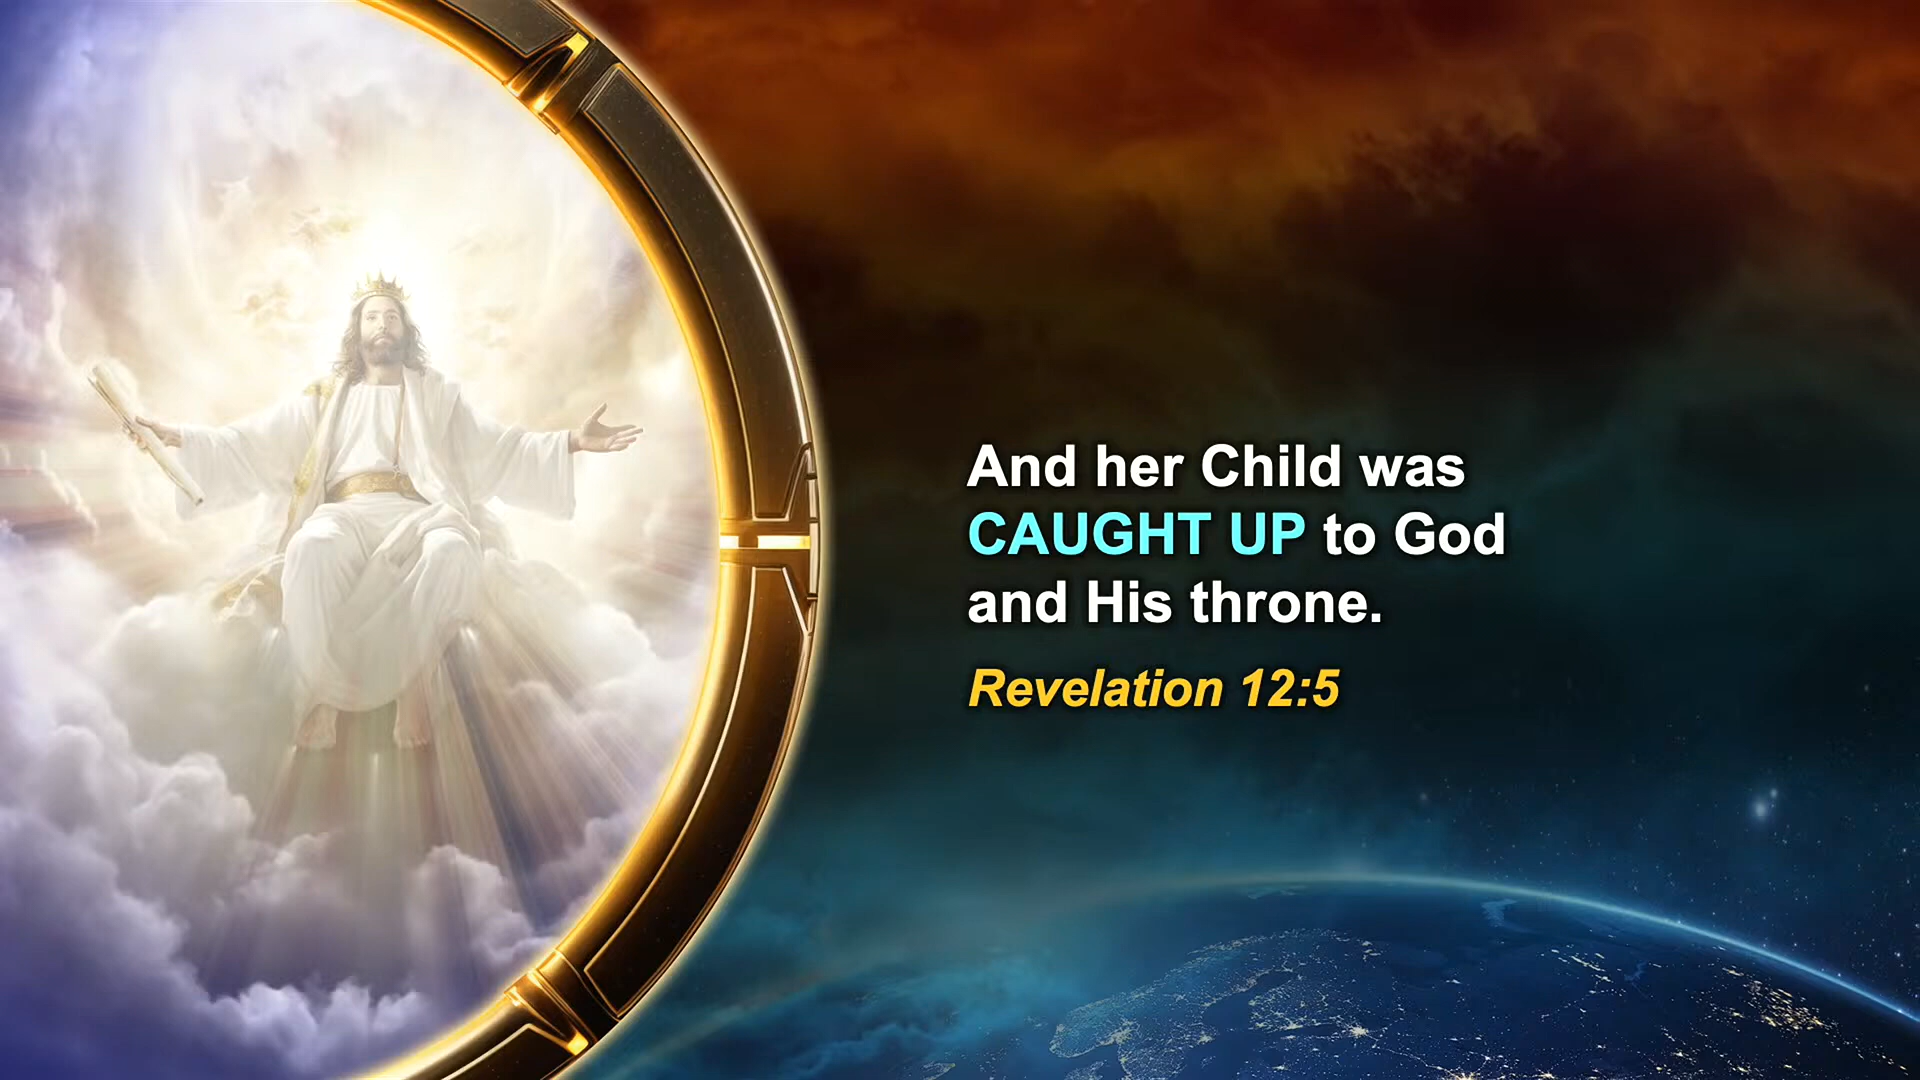 And her Child was
CAUGHT UP to God
and His throne.
Revelation 12:5